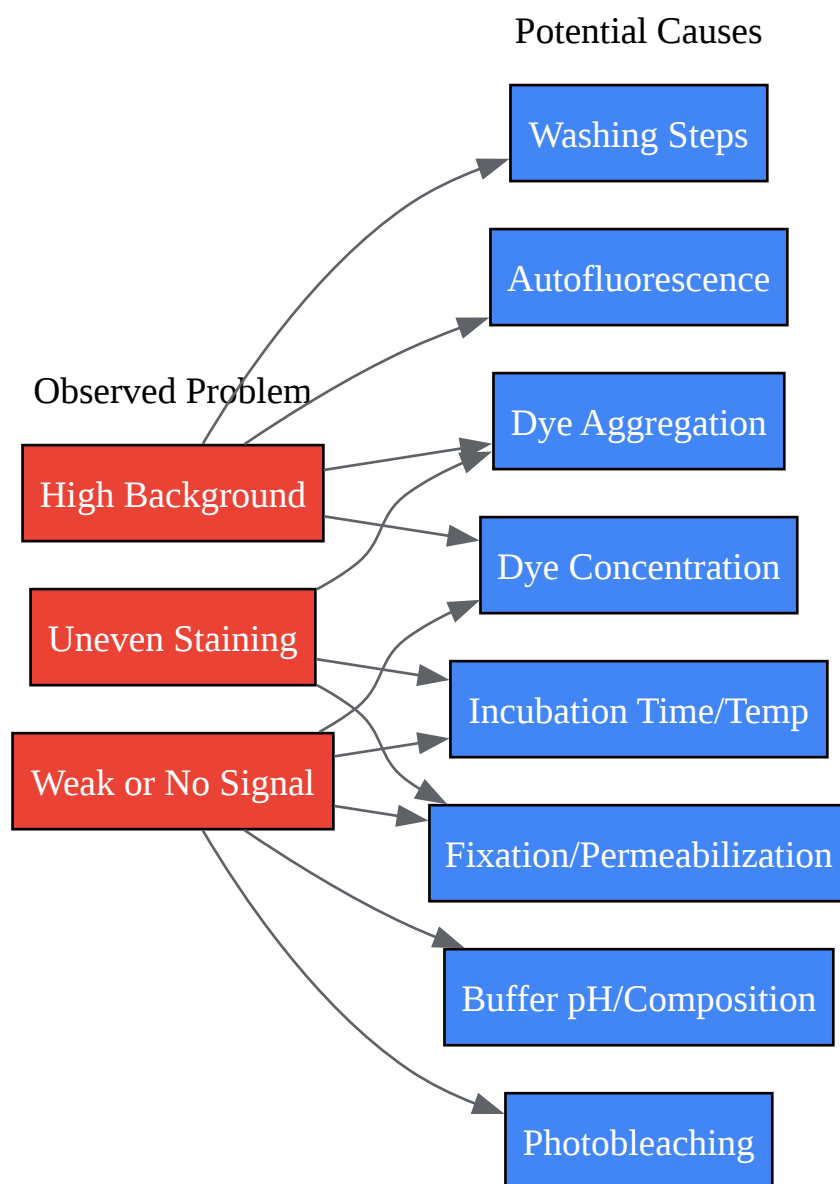 Potential Causes
Washing Steps
Autofluorescence
Observed Problem
Dye Aggregation
High Background
Dye Concentration
Uneven Staining
Incubation Time/Temp
Weak or No Signal
Fixation/Permeabilization
Buffer pH/Composition
Photobleaching